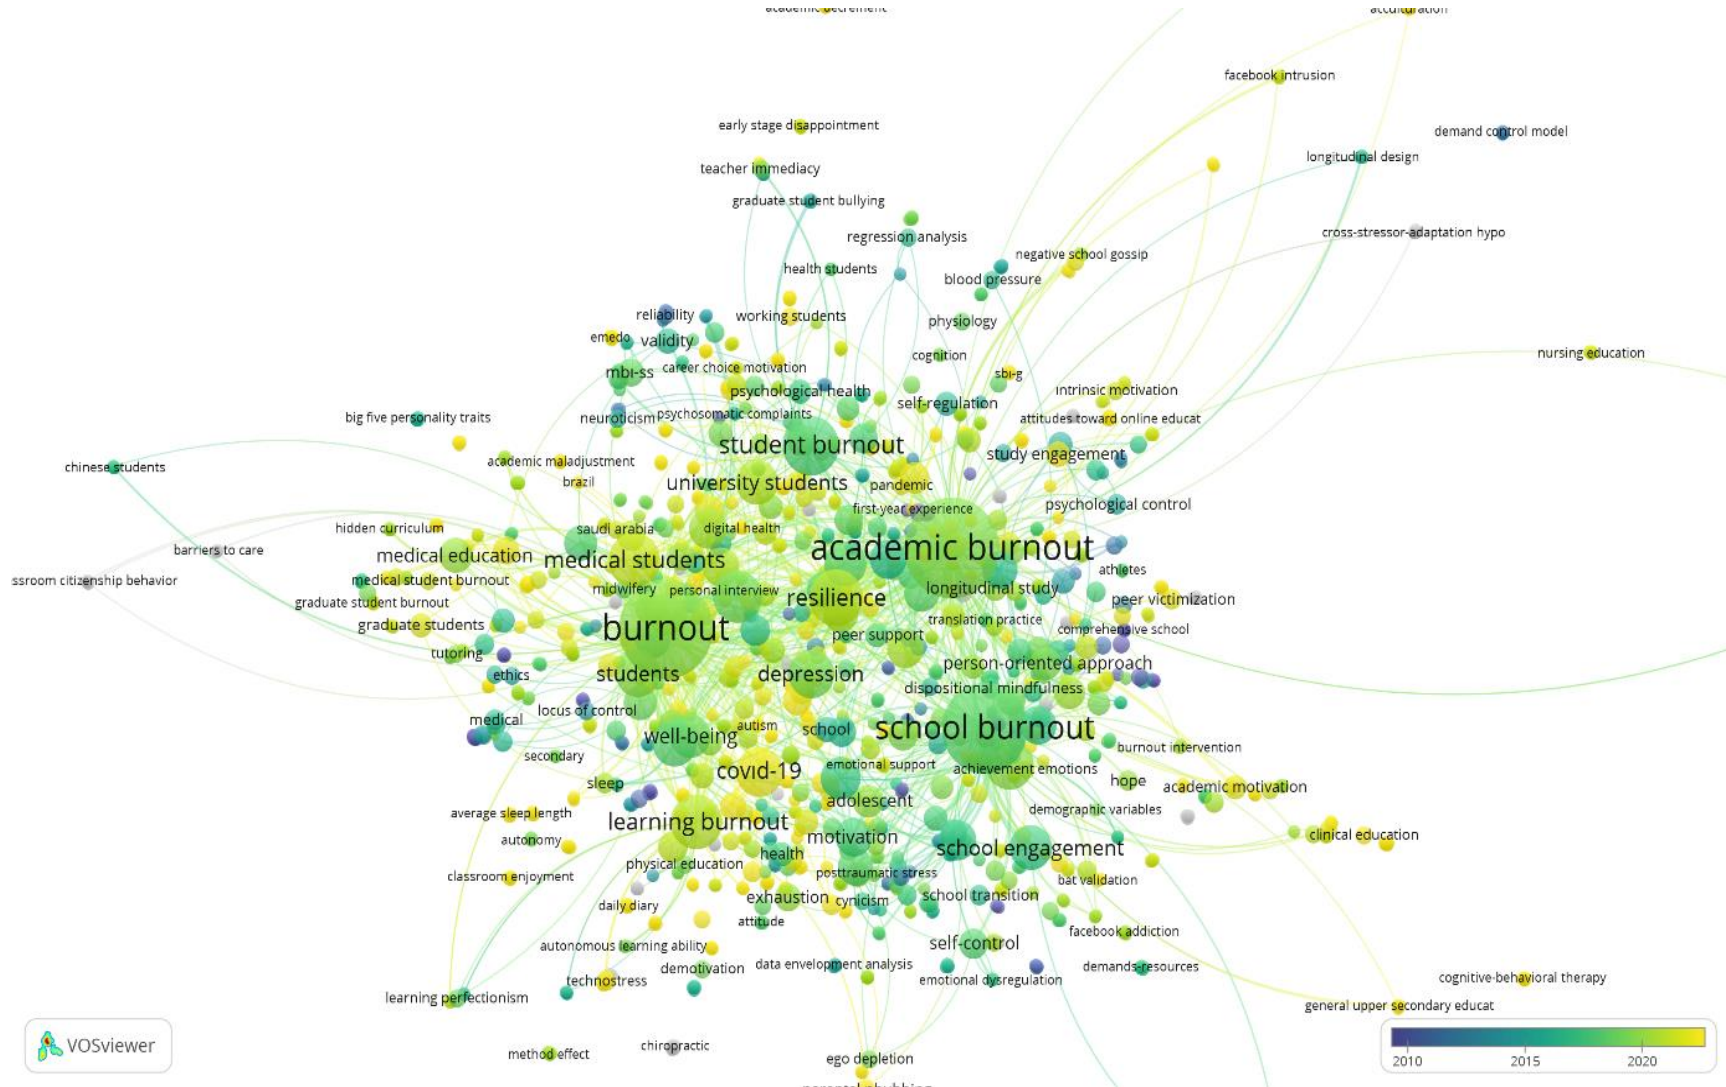 academic decrement
acculturation
facebook intrusion
early stage disappointment
demand control model
longitudinal design
teacher immediacy
graduate student bullying
cross-stressor-adaptation hypo
regression analysis
negative school gossip
health students
blood pressure
reliability
working students
physiology
emedo
validity
nursing education
cognition
career choice motivation
mbi-ss
sbi-g
psychological health
intrinsic motivation
self-regulation
big five personality traits
neuroticism
psychosomatic complaints
attitudes toward online educat
student burnout
study engagement
chinese students
academic maladjustment
brazil
university students
pandemic
psychological control
first-year experience
hidden curriculum
saudi arabia
digital health
barriers to care
medical education
medical students
academic burnout
ssroom citizenship behavior
medical student burnout
athletes
midwifery
personal interview
longitudinal study
graduate student burnout
resilience
peer victimization
graduate students
burnout
peer support
translation practice
comprehensive school
tutoring
person-oriented approach
ethics
students
depression
dispositional mindfulness
locus of control
medical
autism
school
school burnout
well-being
burnout intervention
secondary
emotional support
achievement emotions
covid-19
sleep
hope
academic motivation
adolescent
average sleep length
demographic variables
learning burnout
autonomy
motivation
clinical education
school engagement
health
physical education
classroom enjoyment
posttraumatic stress
bat validation
exhaustion
cynicism
school transition
daily diary
attitude
facebook addiction
autonomous learning ability
self-control
demotivation
data envelopment analysis
demands-resources
technostress
emotional dysregulation
cognitive-behavioral therapy
learning perfectionism
general upper secondary educat
VOSviewer
method effect
chiropractic
ego depletion
2010
2015
2020
parental phubbing